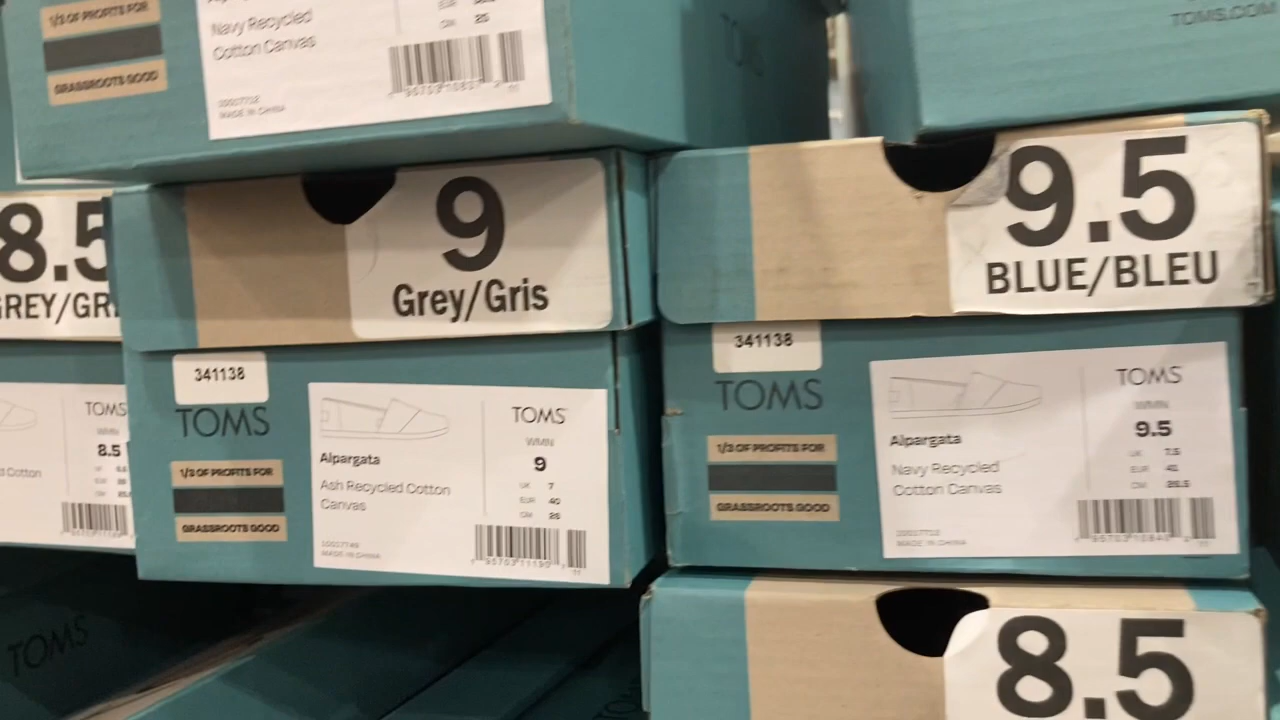 1/3 OF PROFITS FOR
GRASSROOTS GOOD
Navy Recycled
Cotton Canvas
CM 25
MADE IN CHINA
TOMS.COM
8.5
TOMS
WMN
8.5
9
Grey/Gris
341138
TOMS
1/3 OF PROFITS FOR
GRASSROOTS GOOD
Alpargata
Ash Recycled Cotton
Canvas
MADE IN CHINA
TOMS
WMN
9
UK 7
EUR 40
CM 26
9.5
BLUE/BLEU
341138
TOMS
1/3 OF PROFITS FOR
GRASSROOTS GOOD
Alpargata
Navy Recycled
Cotton Canvas
MADE IN CHINA
TOMS
WMN
9.5
UK 7.5
EUR 41
CM 26.5
TOMS
8.5